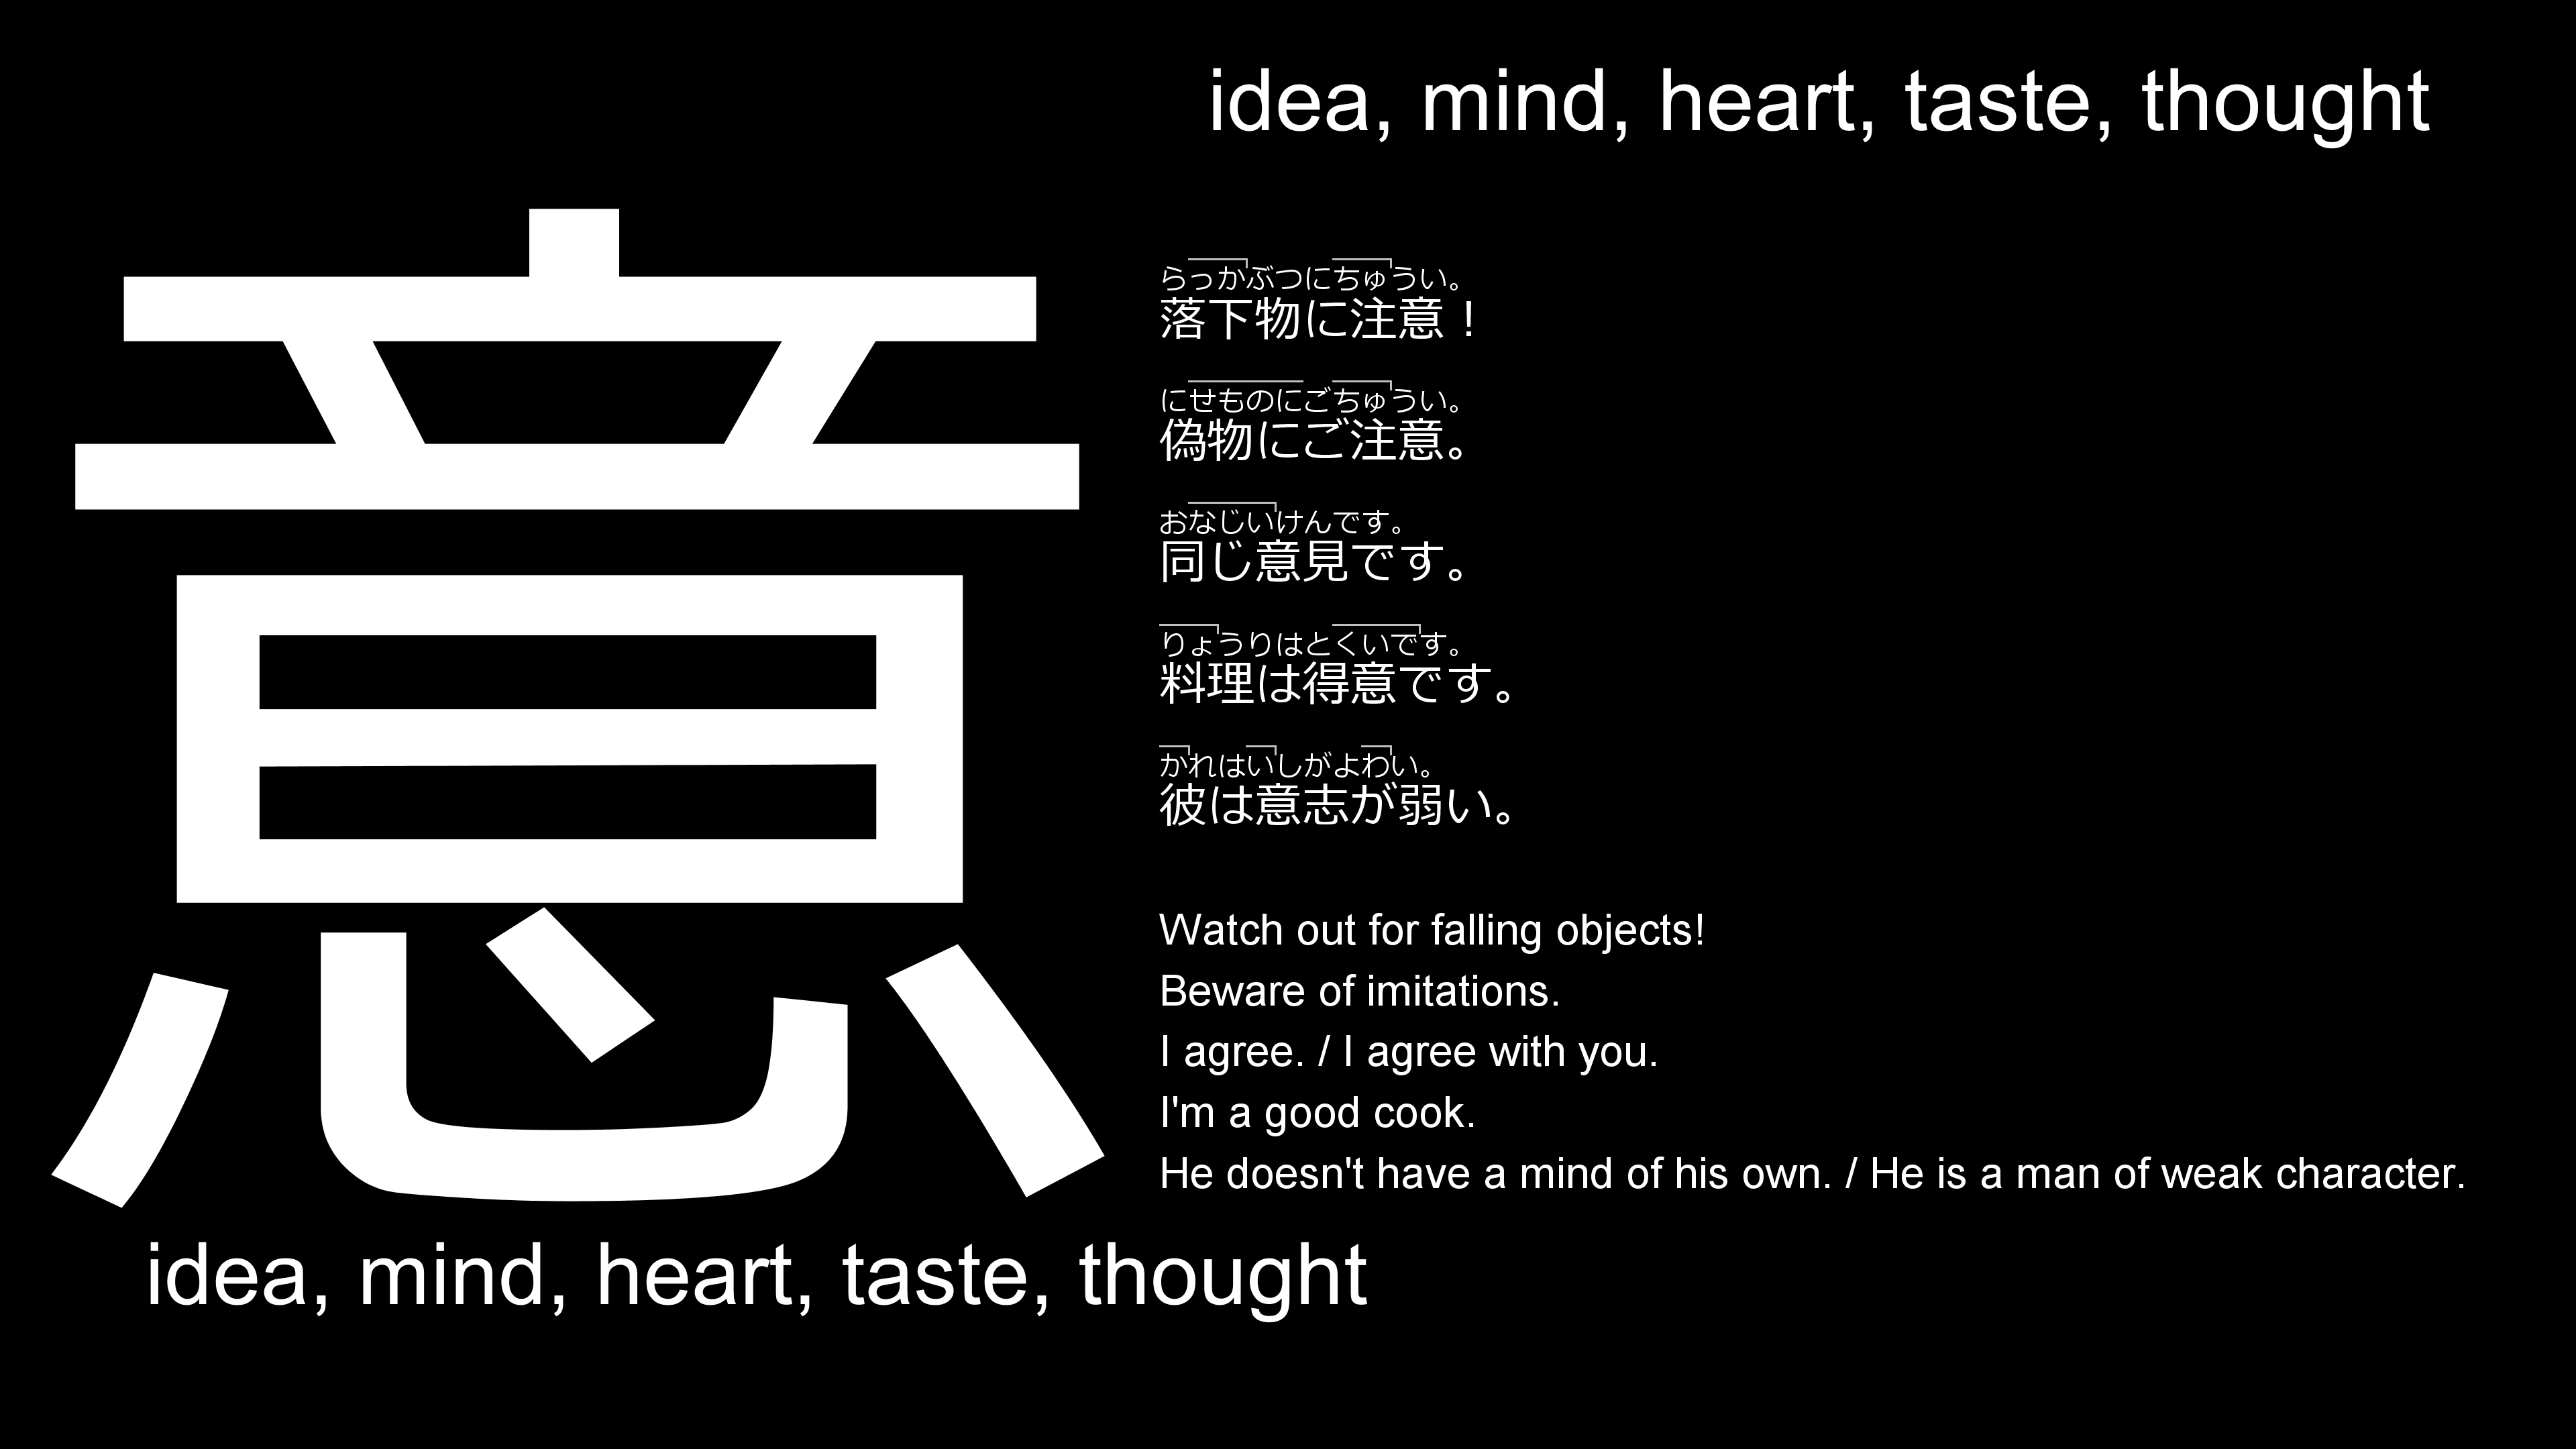 idea, mind, heart, taste, thought
意
らっかぶつにちゅうい。
落下物に注意！
にせものにごちゅうい。
偽物にご注意。
おなじいけんです。
同じ意見です。
りょうりはとくいです。
料理は得意です。
かれはいしがよわい。
彼は意志が弱い。
Watch out for falling objects!
Beware of imitations.
I agree. / I agree with you.
I'm a good cook.
He doesn't have a mind of his own. / He is a man of weak character.
idea, mind, heart, taste, thought